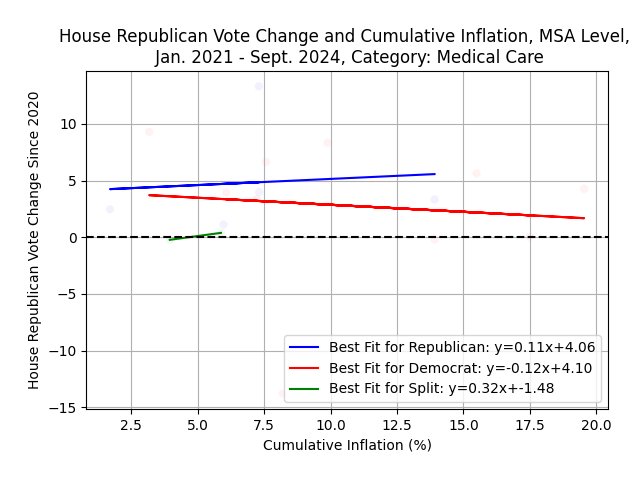 House Republican Vote Change and Cumulative Inflation, MSA Level,
Jan. 2021 - Sept. 2024, Category: Medical Care
House Republican Vote Change Since 2020
10
5
0
−5
−10
−15
Best Fit for Republican: y=0.11x+4.06
Best Fit for Democrat: y=-0.12x+4.10
Best Fit for Split: y=0.32x+-1.48
2.5 5.0 7.5 10.0 12.5 15.0 17.5 20.0
Cumulative Inflation (%)